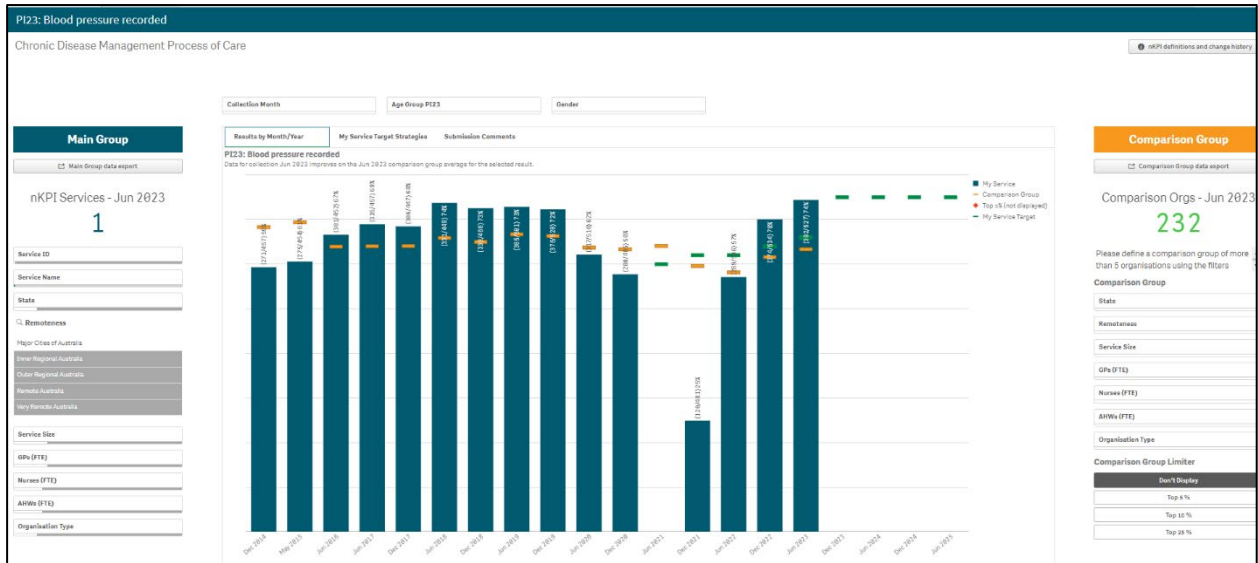 PI23: Blood pressure recorded
Chronic Disease Management Process of Care
nKPI definitions and change history
Collection Month
Age Group PI23
Gender
Main Group
Main Group data export
nKPI Services - Jun 2023
1
Service ID
Service Name
State
Remoteness
Major Cities of Australia
Inner Regional Australia
Outer Regional Australia
Remote Australia
Very Remote Australia
Service Size
GPs (FTE)
Nurses (FTE)
AHWs (FTE)
Organisation Type
Results by Month/Year
My Service Target Strategies
Submission Comments
PI23: Blood pressure recorded
Data for collection Jun 2023 improves on the Jun 2023 comparison group average for the selected result.
My Service
Comparison Group
(not displayed)
My Service Target
Dec 2014
May 2015
Jun 2016
Jun 2017
Dec 2017
Jun 2018
Dec 2018
Jun 2019
Dec 2019
Jun 2020
Dec 2020
Jun 2021
Dec 2021
Jun 2022
Dec 2022
Jun 2023
Dec 2023
Jun 2024
Dec 2024
Jun 2025
Comparison Group
Comparison Group data export
Comparison Orgs - Jun 2023
232
Please define a comparison group of more
than 5 organisations using the filters
Comparison Group
State
Remoteness
Service Size
GPs (FTE)
Nurses (FTE)
AHWs (FTE)
Organisation Type
Comparison Group Limiter
Don't Display
Top 5 %
Top 10 %
Top 25 %